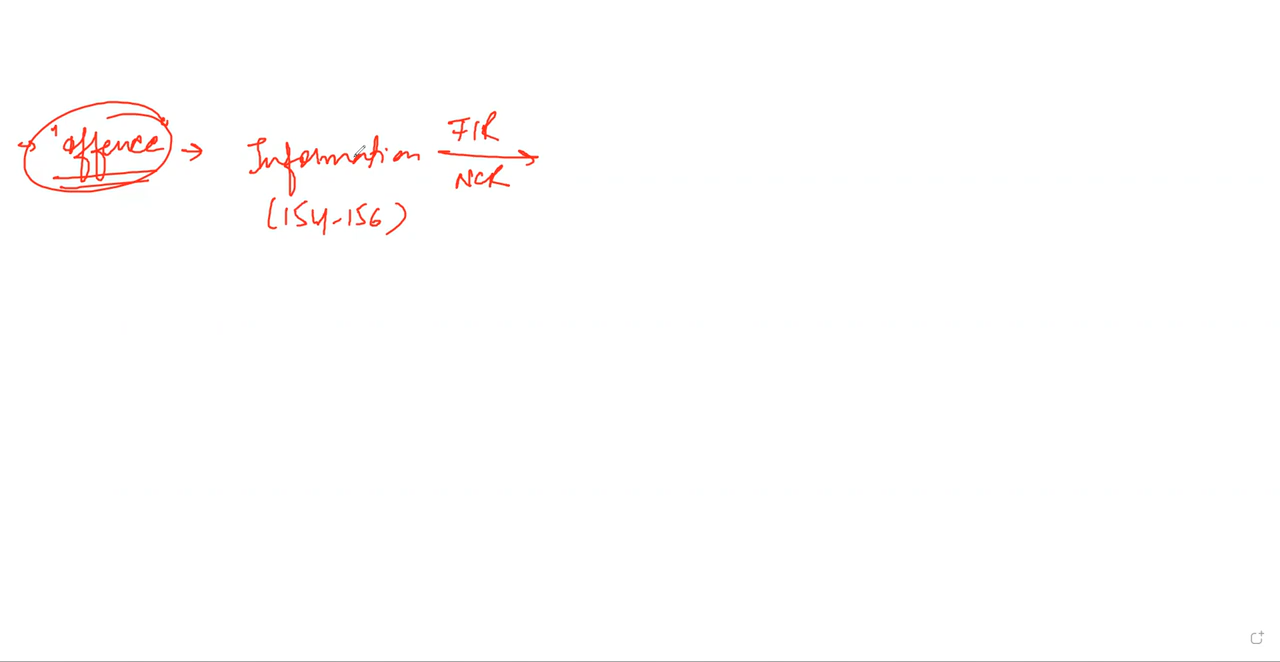 "offence" → Information
FIR
NCR
(154-156)